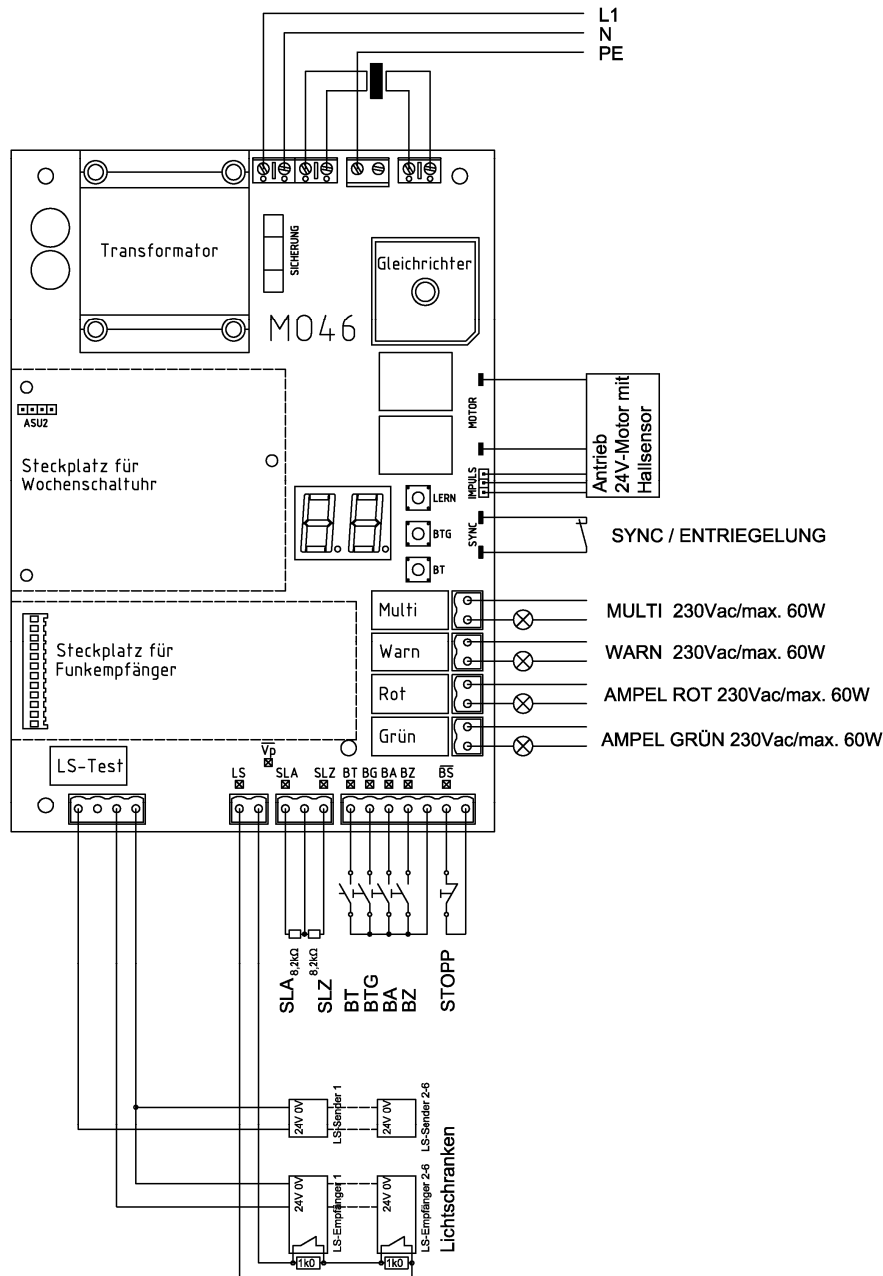 L1
N
PE
Transformator
SICHERUNG
Gleichrichter
MO46
MOTOR
Antrieb
24V-Motor mit
Hallsensor
ASU2
Steckplatz für
Wochenschaltuhr
IMPULS
LERN
BTG
BT
SYNC
SYNC / ENTRIEGELUNG
Multi
MULTI 230Vac/max. 60W
Warn
WARN 230Vac/max. 60W
Rot
AMPEL ROT 230Vac/max. 60W
Grün
AMPEL GRÜN 230Vac/max. 60W
Steckplatz für
Funkempfänger
LS-Test
Vp
LS
SLA
SLZ
BT
BG
BA
BZ
BS
8,2kΩ
8,2kΩ
SLA
SLZ
BT
BTG
BA
BZ
STOPP
24V 0V
LS-Sender 1
24V 0V
LS-Sender 2-6
24V 0V
LS-Empfänger 1
24V 0V
LS-Empfänger 2-6
Lichtschranken
1k0
1k0